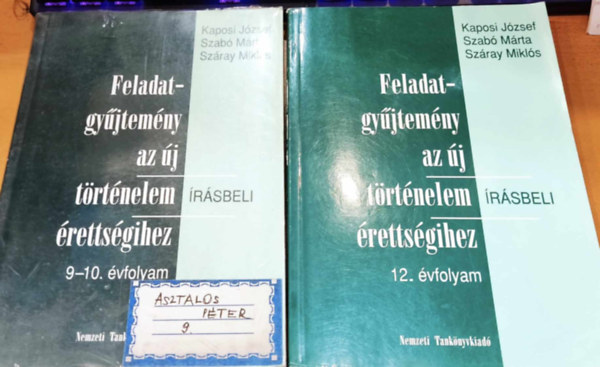 Kaposi József
Szabó Márta
Száray Miklós
Feladat-
gyűjtemény
az új
történelem
érettségihez
ÍRÁSBELI
9–10. évfolyam
ASZTALOS
PÉTER
9.
Nemzeti
Kaposi József
Szabó Márta
Száray Miklós
Feladat-
gyűjtemény
az új
történelem
érettségihez
ÍRÁSBELI
12. évfolyam
Nemzeti Tankönyvkiadó